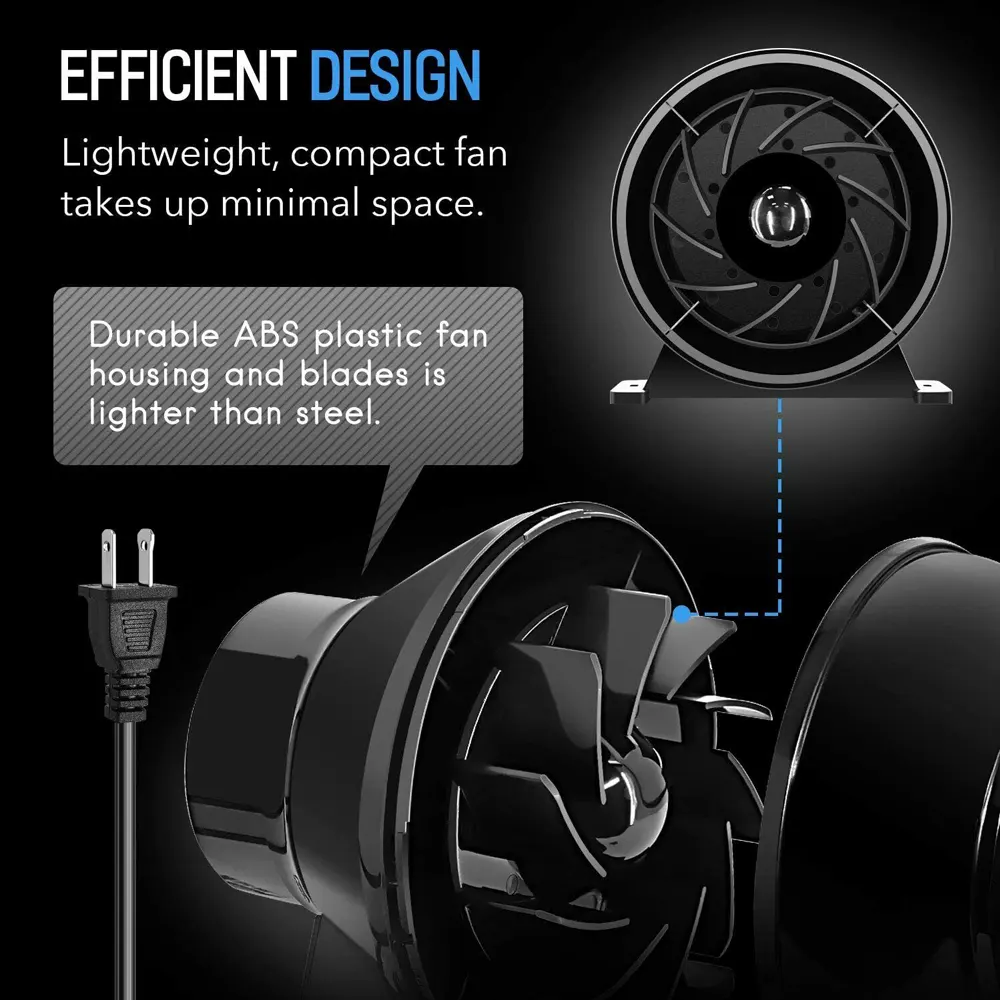 EFFICIENT DESIGN
Lightweight, compact fan
takes up minimal space.
Durable ABS plastic fan
housing and blades is
lighter than steel.